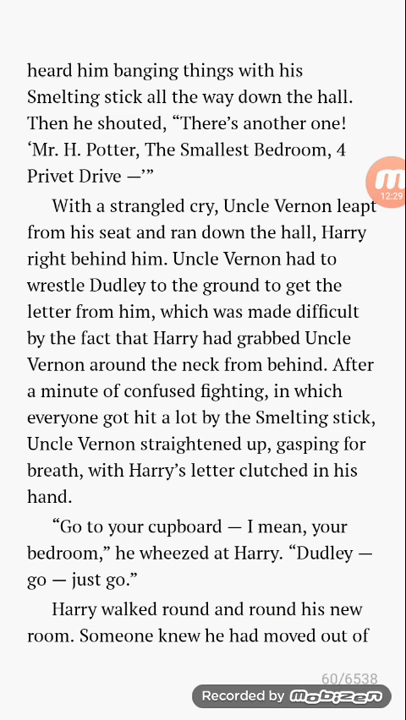 heard him banging things with his
Smelting stick all the way down the hall.
Then he shouted, “There’s another one!
‘Mr. H. Potter, The Smallest Bedroom, 4
Privet Drive —’”
With a strangled cry, Uncle Vernon leapt
from his seat and ran down the hall, Harry
right behind him. Uncle Vernon had to
wrestle Dudley to the ground to get the
letter from him, which was made difficult
by the fact that Harry had grabbed Uncle
Vernon around the neck from behind. After
a minute of confused fighting, in which
everyone got hit a lot by the Smelting stick,
Uncle Vernon straightened up, gasping for
breath, with Harry’s letter clutched in his
hand.
“Go to your cupboard — I mean, your
bedroom,” he wheezed at Harry. “Dudley —
go — just go.”
Harry walked round and round his new
room. Someone knew he had moved out of
m
12:29
60/6538
Recorded by mobizen